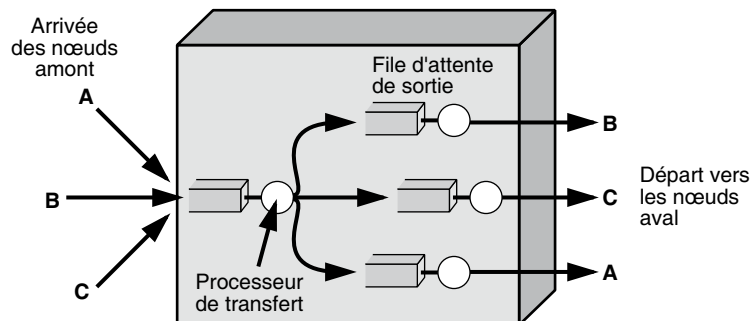 Arrivée
des nœuds
amont
A
B
C
File d'attente
de sortie
Processeur
de transfert
B
C
A
Départ vers
les nœuds
aval